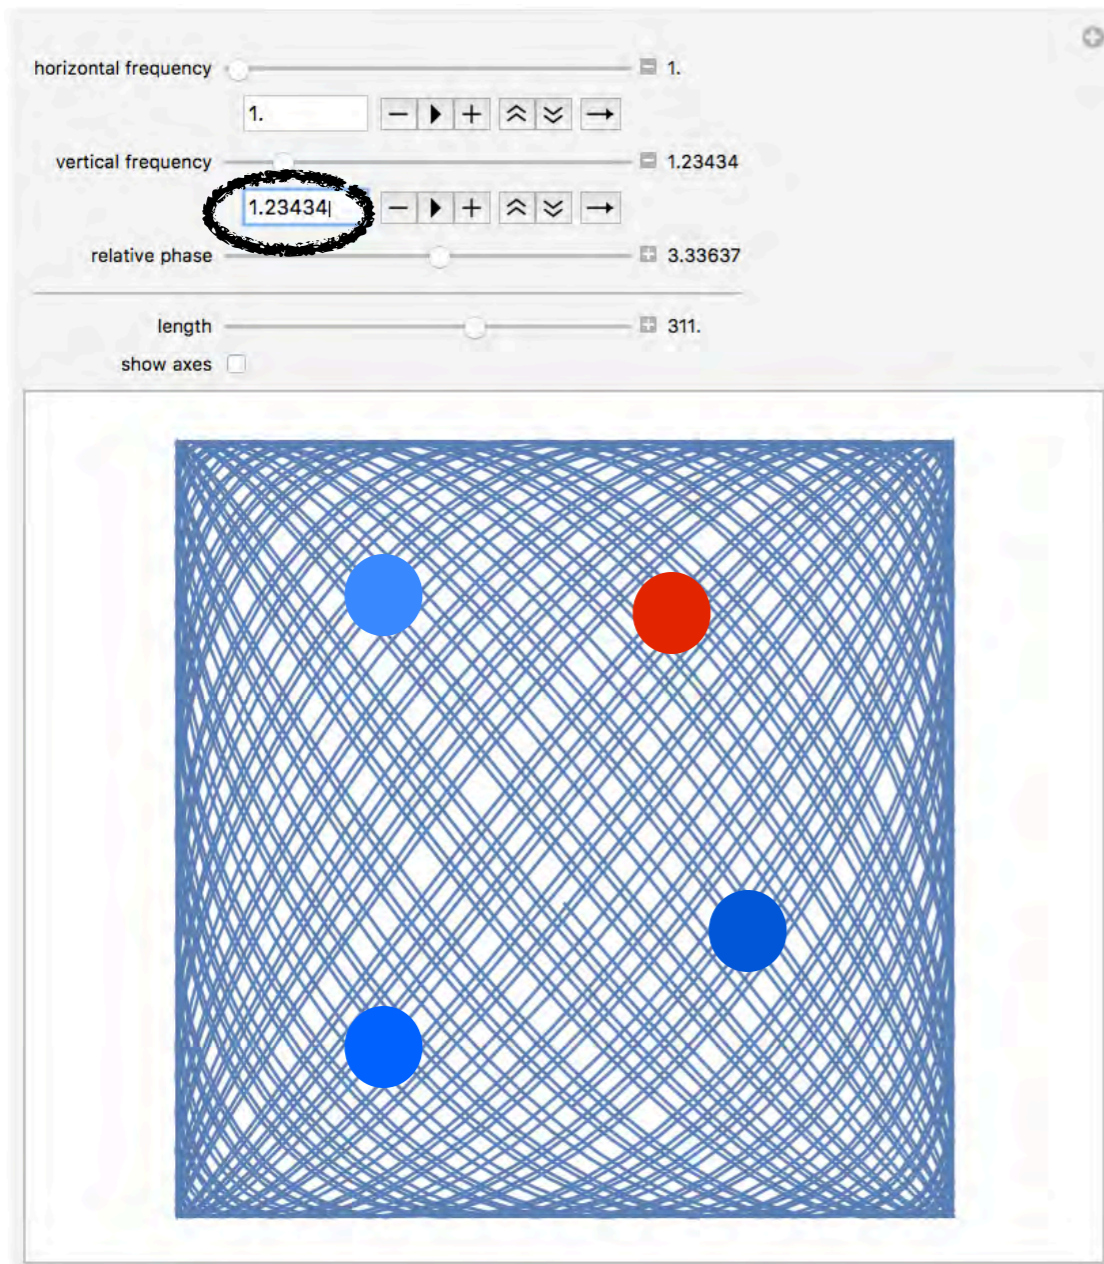 horizontal frequency 1.
1.
vertical frequency 1.23434
1.23434
relative phase 3.33637
length 311.
show axes